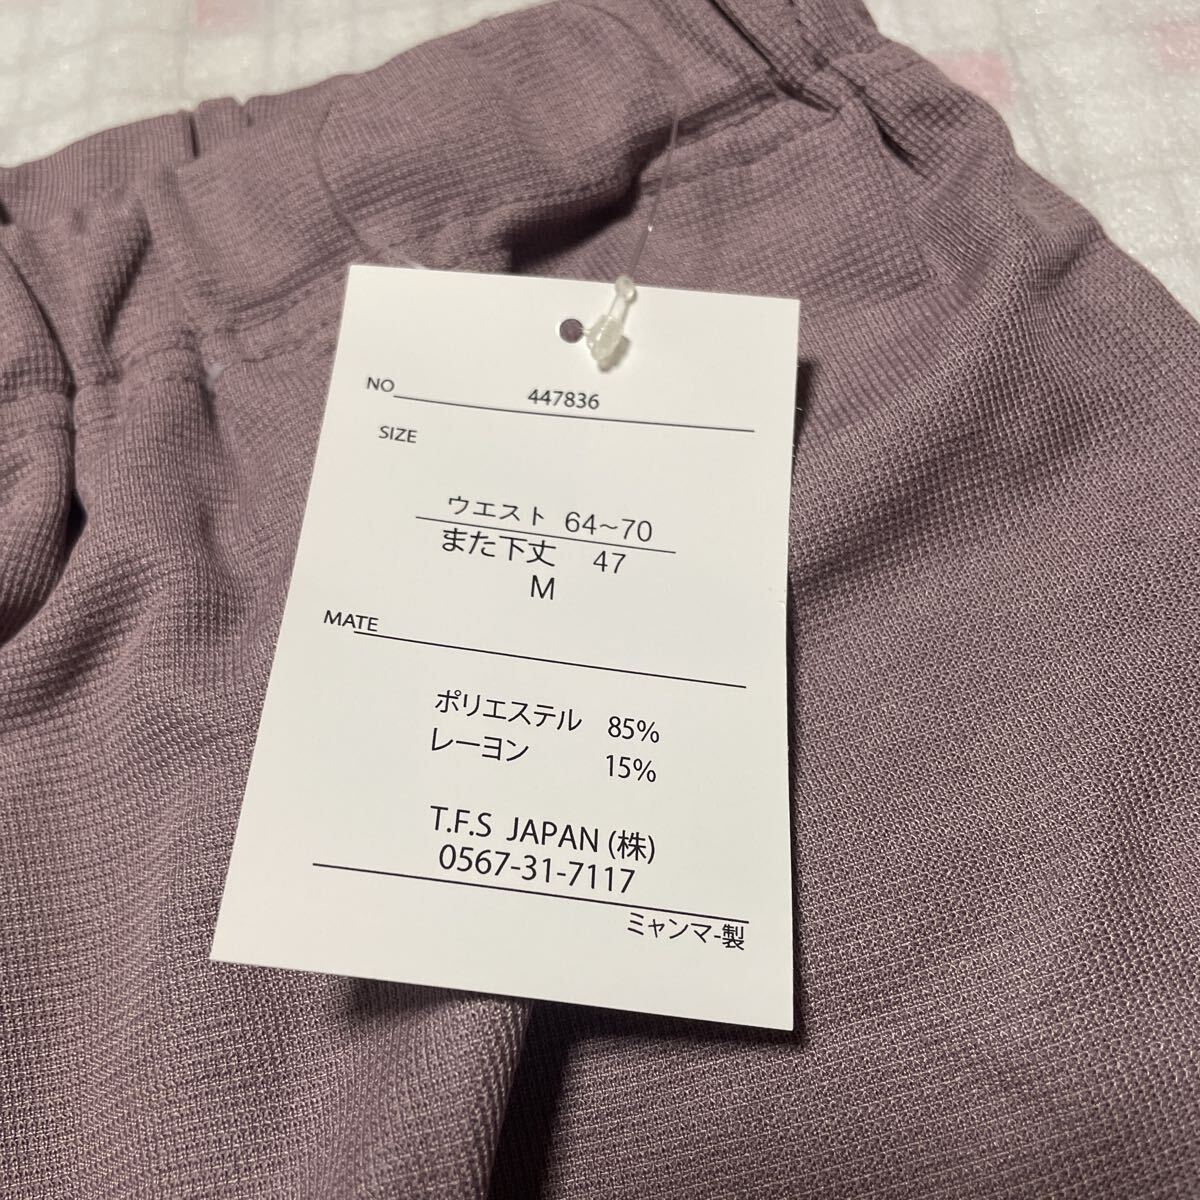 NO 447836
SIZE
ウエスト 64~70
また下丈 47
M
MATE
ポリエステル 85%
レーヨン 15%
T.F.S JAPAN (株)
0567-31-7117
ミャンマ-製